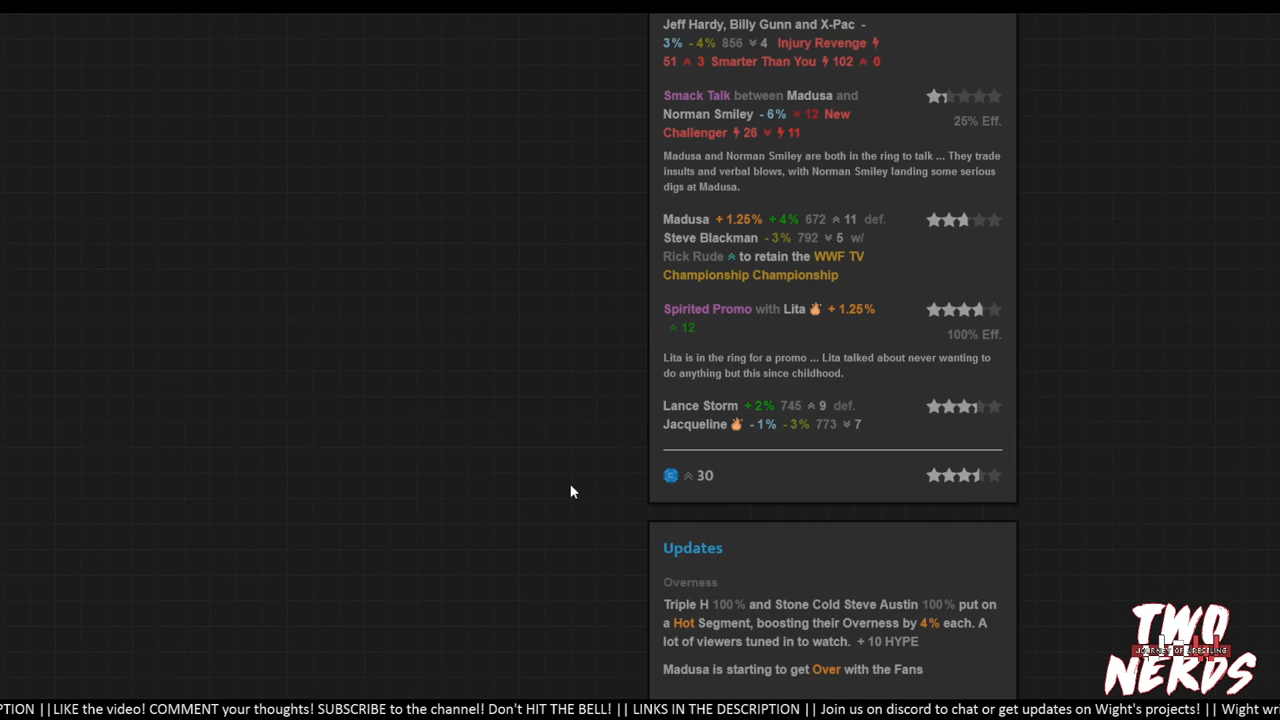 Jeff Hardy, Billy Gunn and X-Pac -
3% - 4% 856 4 Injury Revenge
51 3 Smarter Than You 102 0
Smack Talk between Madusa and
Norman Smiley - 6% 12 New
Challenger 26 11
25% Eff.
Madusa and Norman Smiley are both in the ring to talk ... They trade
insults and verbal blows, with Norman Smiley landing some serious
digs at Madusa.
Madusa + 1.25% + 4% 672 11 def.
Steve Blackman - 3% 792 5 w/
Rick Rude to retain the WWF TV
Championship Championship
Spirited Promo with Lita + 1.25%
12
100% Eff.
Lita is in the ring for a promo ... Lita talked about never wanting to
do anything but this since childhood.
Lance Storm + 2% 745 9 def.
Jacqueline - 1% - 3% 773 7
30
Updates
Overness
Triple H 100% and Stone Cold Steve Austin 100% put on
a Hot Segment, boosting their Overness by 4% each. A
lot of viewers tuned in to watch. + 10 HYPE
Madusa is starting to get Over with the Fans
TWO
JOURNEY OF WRESTLING
NERDS
PTION ||LIKE the video! COMMENT your thoughts! SUBSCRIBE to the channel! Don't HIT THE BELL! || LINKS IN THE DESCRIPTION || Join us on discord to chat or get updates on Wight's projects! || Wight wr